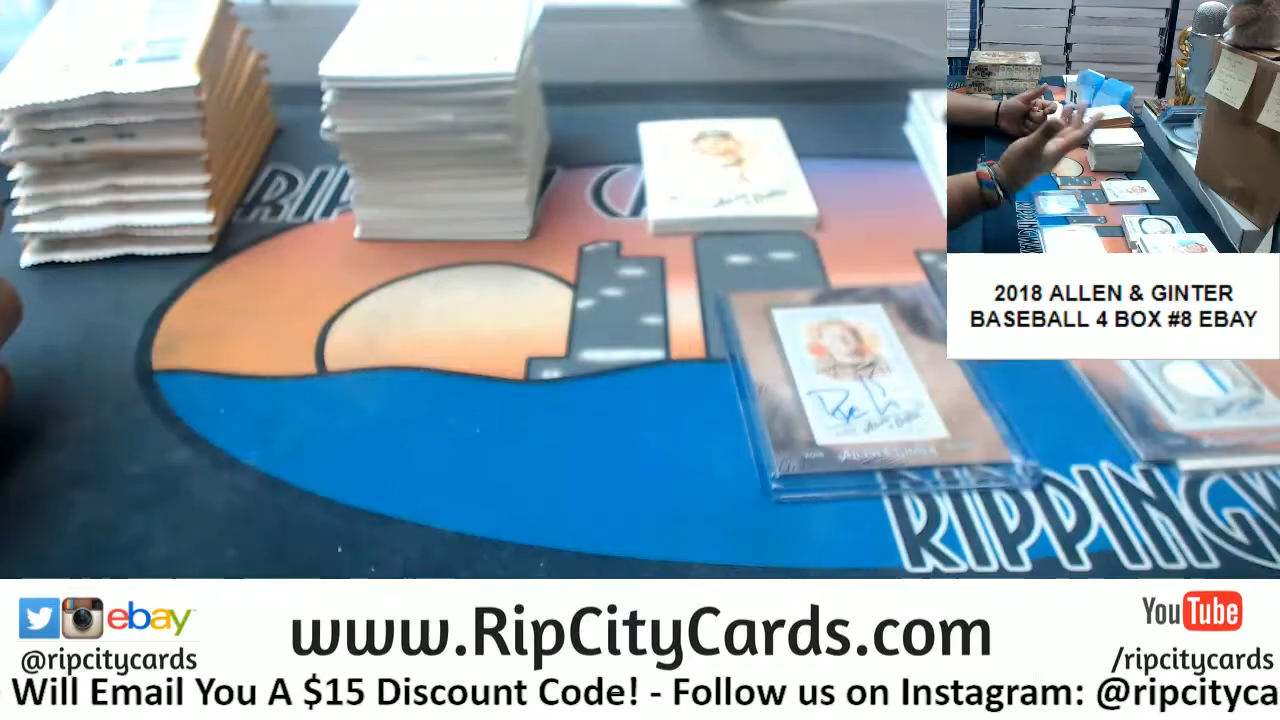 RIP C
RIPPING
2018 ALLEN & GINTER
BASEBALL 4 BOX #8 EBAY
ebay
@ripcitycards
www.RipCityCards.com
YouTube
/ripcitycards
Will Email You A $15 Discount Code! - Follow us on Instagram: @ripcityca